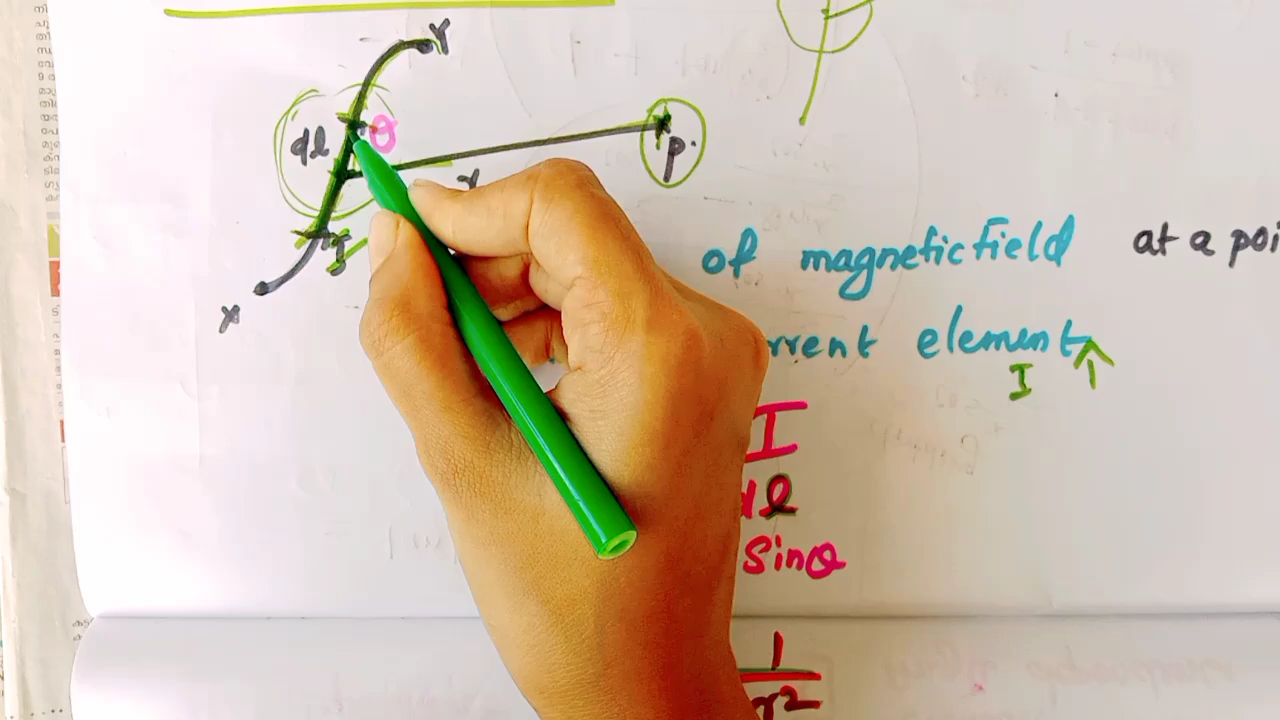 Y
dl θ
P.
r
I
X
of magnetic field at a poi
rrent element
I
I
dl
Sinθ
1
r²